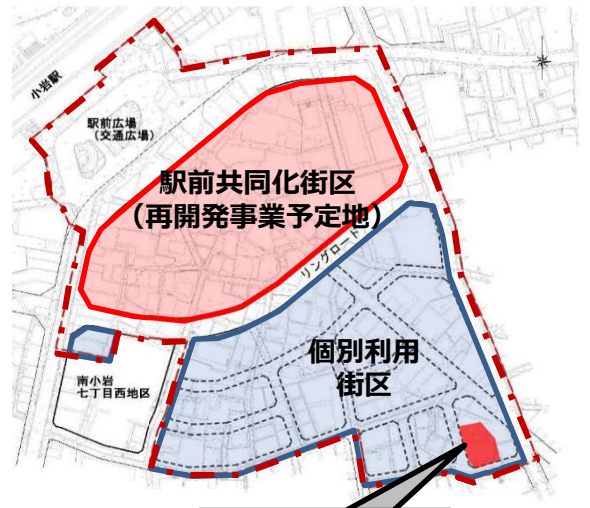 小岩駅
駅前広場
（交通広場）
駅前共同化街区
（再開発事業予定地）
リングロード
個別利用
街区
南小岩
七丁目西地区